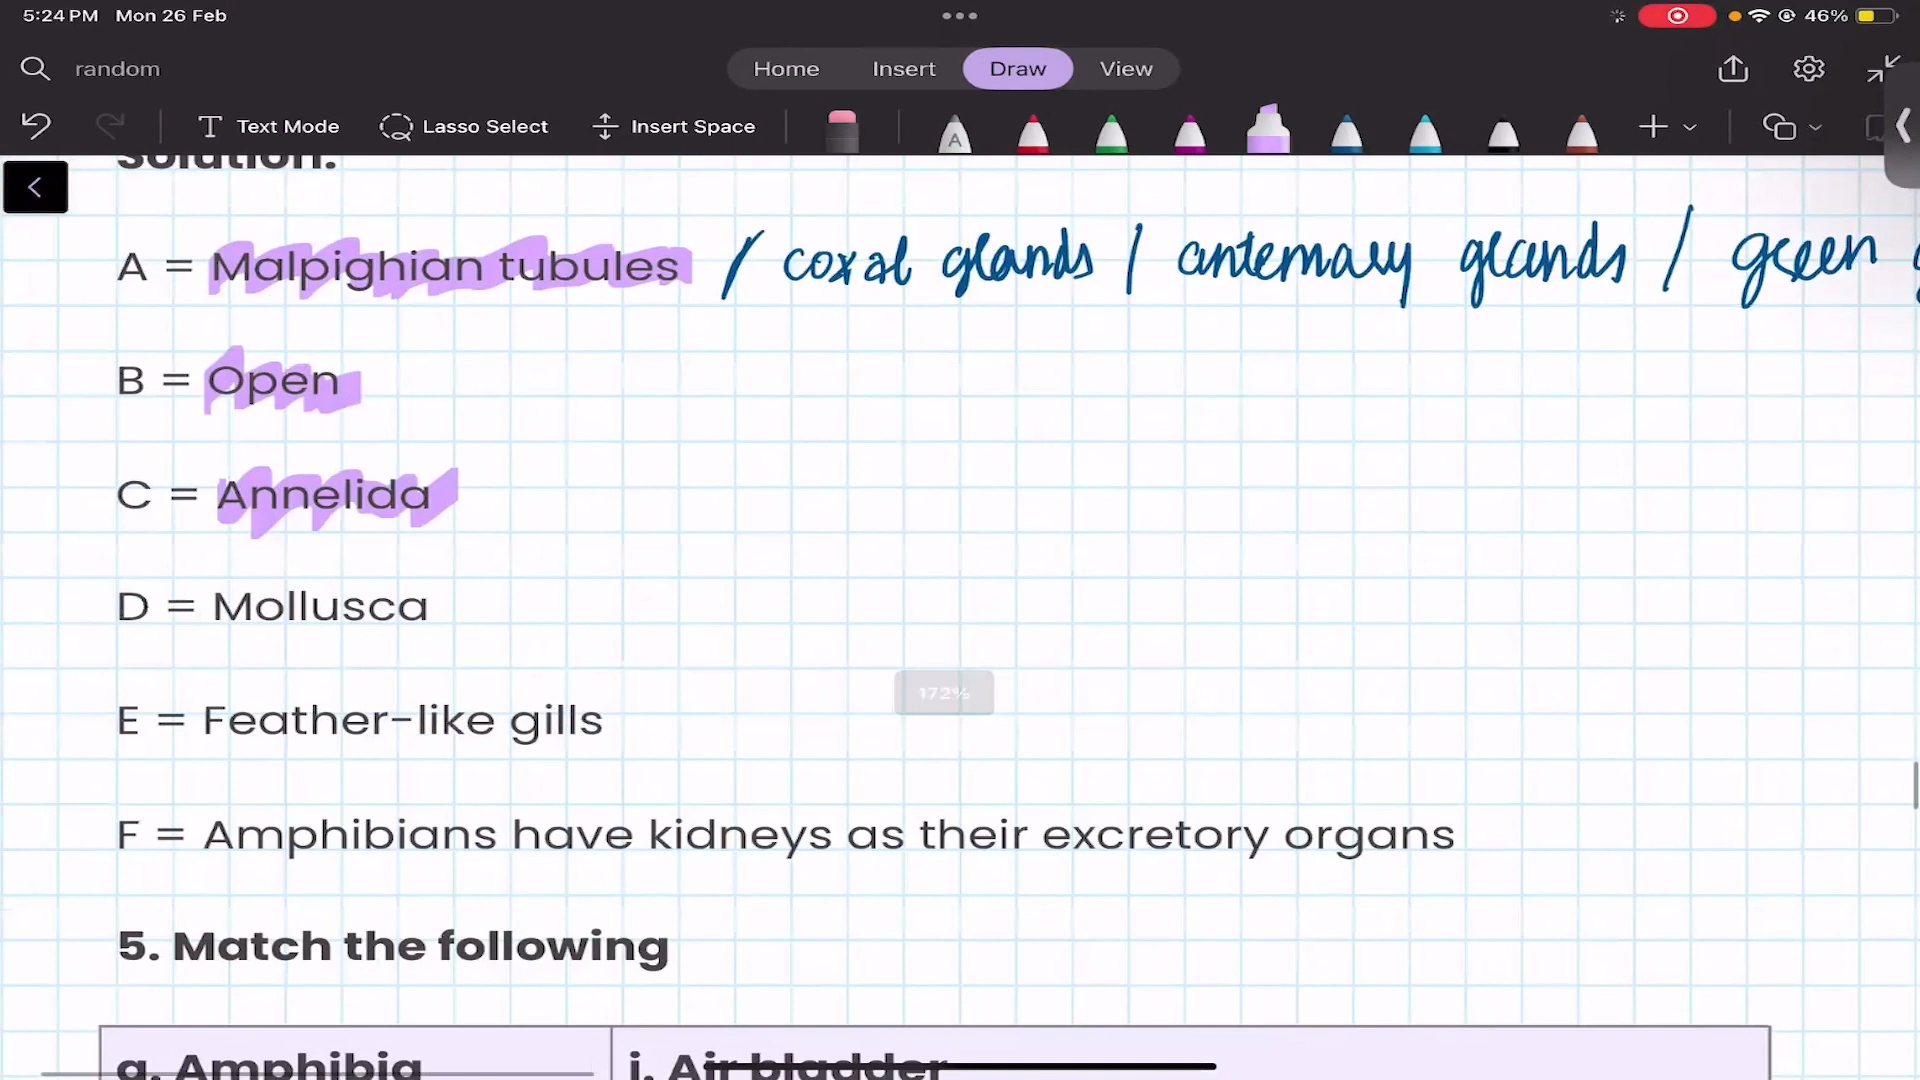 5:24 PM Mon 26 Feb 46%
random Home Insert Draw View
Text Mode Lasso Select Insert Space A
Solution:
A = Malpighian tubules / coxal glands / antennary glands / green
B = Open
C = Annelida
D = Mollusca
172%
E = Feather-like gills
F = Amphibians have kidneys as their excretory organs
5. Match the following
a. Amphibia i. Air bladder